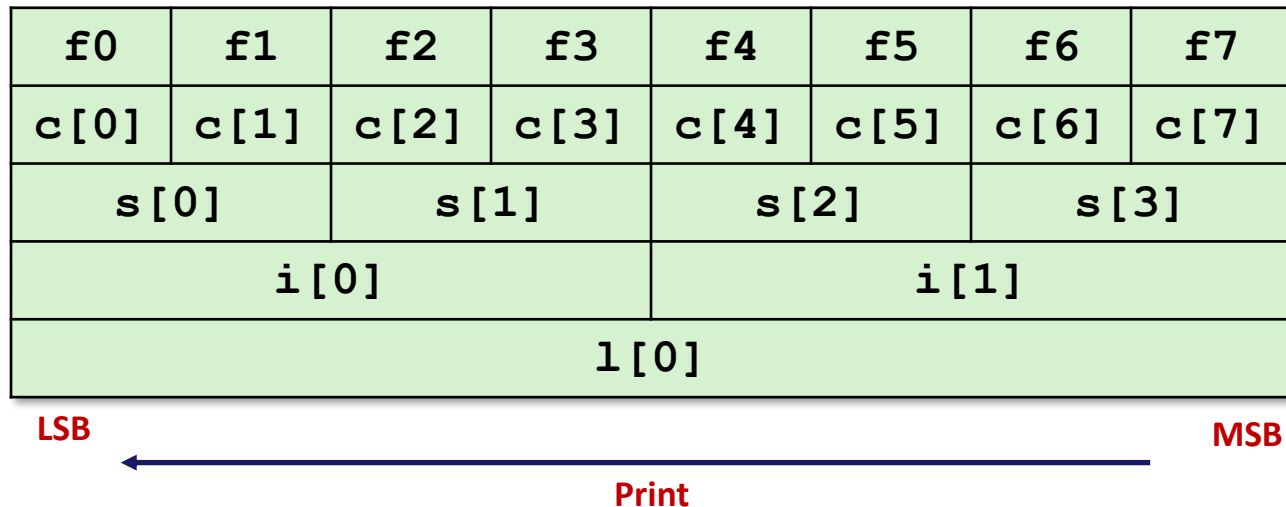 f0 f1 f2 f3 f4 f5 f6 f7
c[0] c[1] c[2] c[3] c[4] c[5] c[6] c[7]
s[0] s[1] s[2] s[3]
i[0] i[1]
l[0]
LSB MSB
Print